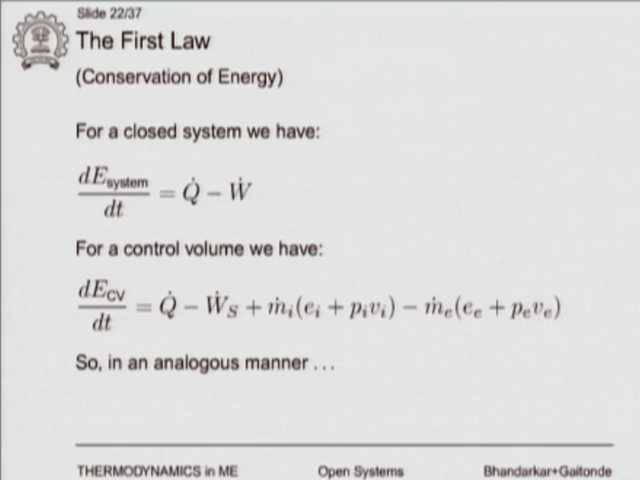 Slide 22/37
The First Law
(Conservation of Energy)
For a closed system we have:
dE_system/dt = Q̇ − Ẇ
For a control volume we have:
dE_CV/dt = Q̇ − Ẇ_S + ṁ_i(e_i + p_i v_i) − ṁ_e(e_e + p_e v_e)
So, in an analogous manner . . .
THERMODYNAMICS in ME Open Systems Bhandarkar+Gaitonde